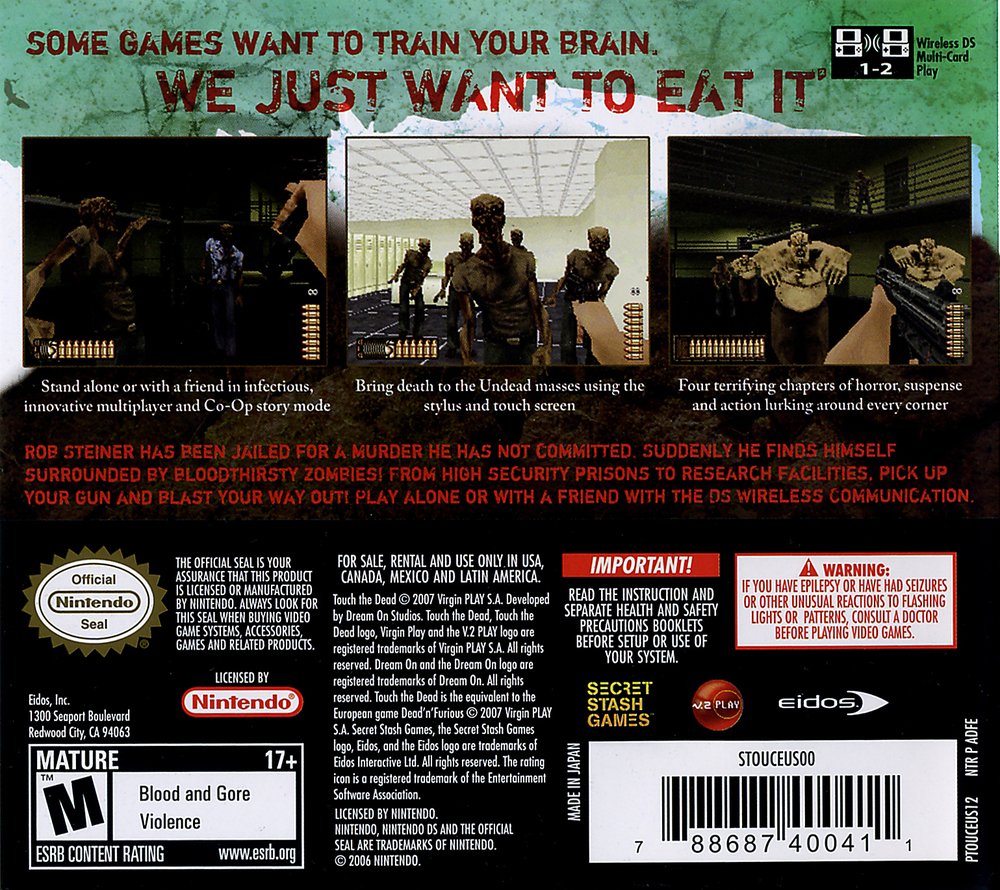 SOME GAMES WANT TO TRAIN YOUR BRAIN.
WE JUST WANT TO EAT IT
1-2
Wireless DS
Multi-Card
Play
88
88
88
Stand alone or with a friend in infectious,
innovative multiplayer and Co-Op story mode
Bring death to the Undead masses using the
stylus and touch screen
Four terrifying chapters of horror, suspense
and action lurking around every corner
ROB STEINER HAS BEEN JAILED FOR A MURDER HE HAS NOT COMMITTED. SUDDENLY HE FINDS HIMSELF
SURROUNDED BY BLOODTHIRSTY ZOMBIES! FROM HIGH SECURITY PRISONS TO RESEARCH FACILITIES, PICK UP
YOUR GUN AND BLAST YOUR WAY OUT! PLAY ALONE OR WITH A FRIEND WITH THE DS WIRELESS COMMUNICATION.
Official
Nintendo
Seal
®
THE OFFICIAL SEAL IS YOUR
ASSURANCE THAT THIS PRODUCT
IS LICENSED OR MANUFACTURED
BY NINTENDO. ALWAYS LOOK FOR
THIS SEAL WHEN BUYING VIDEO
GAME SYSTEMS, ACCESSORIES,
GAMES AND RELATED PRODUCTS.
LICENSED BY
Nintendo®
Eidos, Inc.
1300 Seaport Boulevard
Redwood City, CA 94063
MATURE 17+
TM
M
Blood and Gore
Violence
ESRB CONTENT RATING www.esrb.org
FOR SALE, RENTAL AND USE ONLY IN USA,
CANADA, MEXICO AND LATIN AMERICA.
Touch the Dead © 2007 Virgin PLAY S.A. Developed
by Dream On Studios. Touch the Dead, Touch the
Dead logo, Virgin Play and the V.2 PLAY logo are
registered trademarks of Virgin PLAY S.A. All rights
reserved. Dream On and the Dream On logo are
registered trademarks of Dream On. All rights
reserved. Touch the Dead is the equivalent to the
European game Dead'n'Furious © 2007 Virgin PLAY
S.A. Secret Stash Games, the Secret Stash Games
logo, Eidos, and the Eidos logo are trademarks of
Eidos Interactive Ltd. All rights reserved. The rating
icon is a registered trademark of the Entertainment
Software Association.
LICENSED BY NINTENDO.
NINTENDO, NINTENDO DS AND THE OFFICIAL
SEAL ARE TRADEMARKS OF NINTENDO.
© 2006 NINTENDO.
IMPORTANT!
READ THE INSTRUCTION AND
SEPARATE HEALTH AND SAFETY
PRECAUTIONS BOOKLETS
BEFORE SETUP OR USE OF
YOUR SYSTEM.
WARNING:
IF YOU HAVE EPILEPSY OR HAVE HAD SEIZURES
OR OTHER UNUSUAL REACTIONS TO FLASHING
LIGHTS OR PATTERNS, CONSULT A DOCTOR
BEFORE PLAYING VIDEO GAMES.
SECRET
STASH
GAMES™
V.2 PLAY
eidos.
MADE IN JAPAN
STOUCEUS00
7 88687 40041 1
PTOUCEUS12 NTR P ADFE